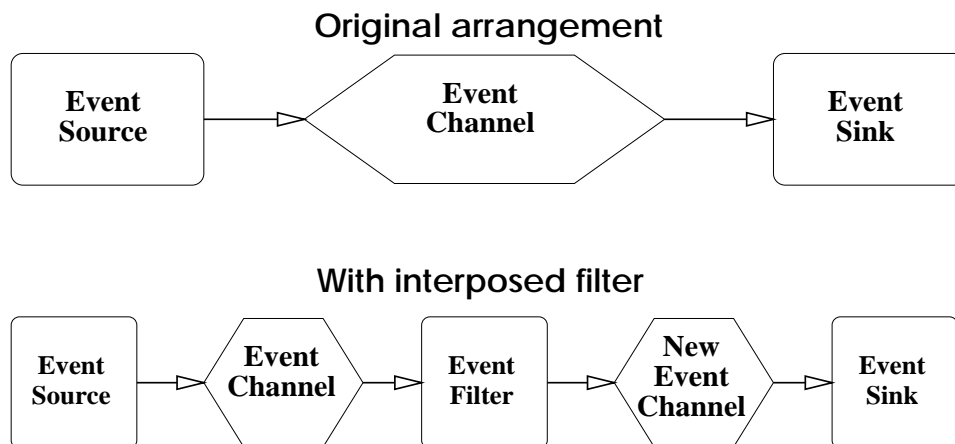 Original arrangement
Event
Source
Event
Channel
Event
Sink
With interposed filter
Event
Source
Event
Channel
Event
Filter
New
Event
Channel
Event
Sink